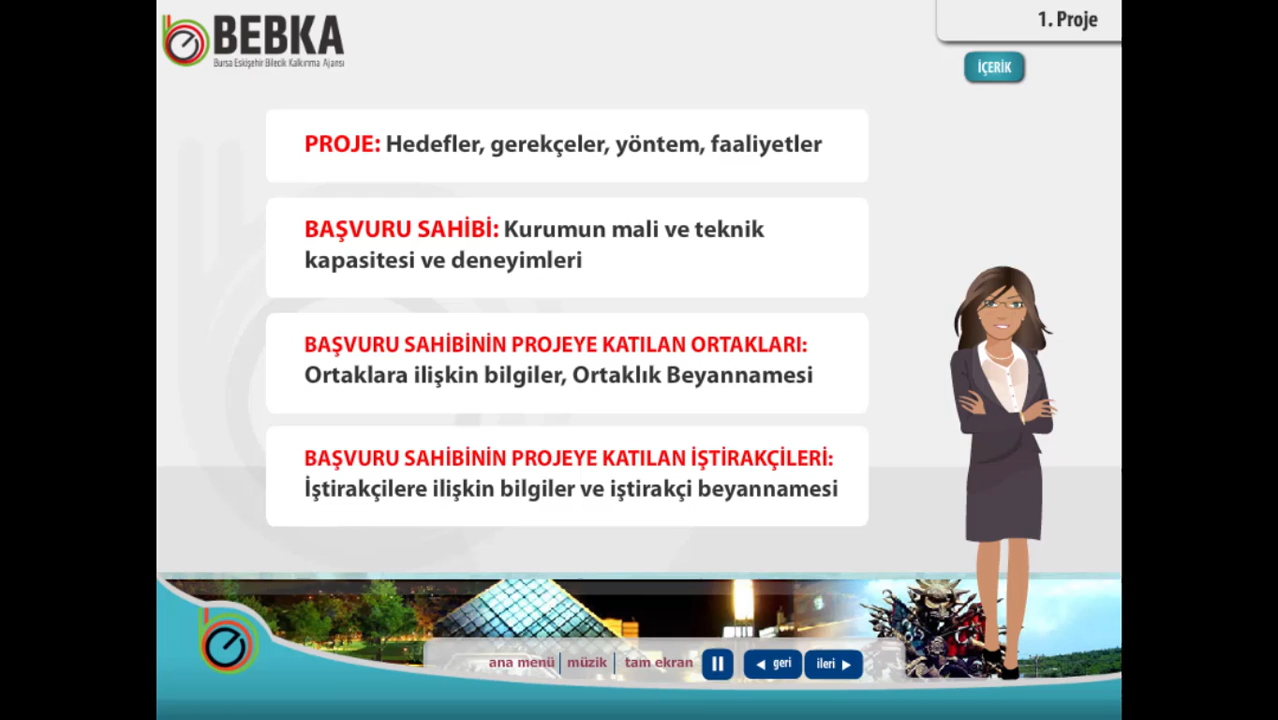 BEBKA
Bursa Eskişehir Bilecik Kalkınma Ajansı
1. Proje
İÇERİK
PROJE: Hedefler, gerekçeler, yöntem, faaliyetler
BAŞVURU SAHİBİ: Kurumun mali ve teknik
kapasitesi ve deneyimleri
BAŞVURU SAHİBİNİN PROJEYE KATILAN ORTAKLARI:
Ortaklara ilişkin bilgiler, Ortaklık Beyannamesi
BAŞVURU SAHİBİNİN PROJEYE KATILAN İŞTİRAKÇİLERİ:
İştirakçilere ilişkin bilgiler ve iştirakçi beyannamesi
ana menü | müzik | tam ekran
geri
ileri